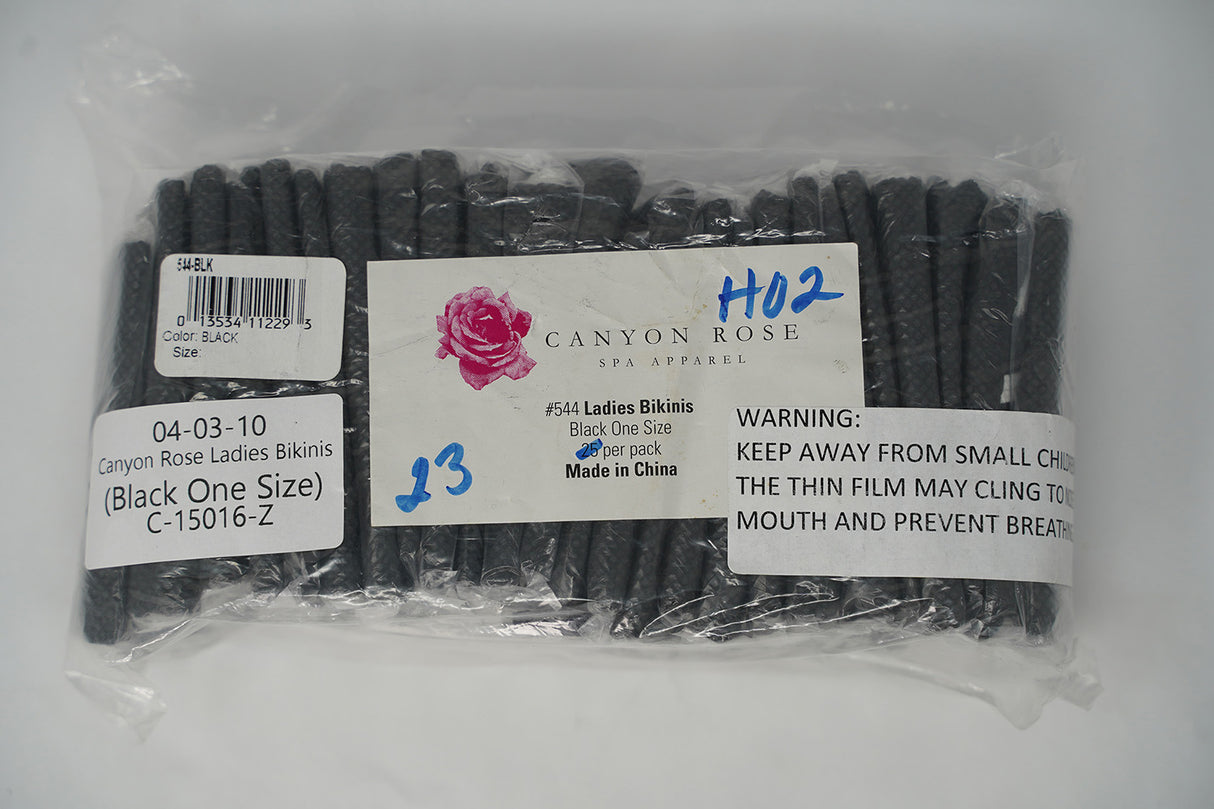 544-BLK
0 13534 11229 3
Color: BLACK
Size:
04-03-10
Canyon Rose Ladies Bikinis
(Black One Size)
C-15016-Z
H02
CANYON ROSE
SPA APPAREL
#544 Ladies Bikinis
Black One Size
25 per pack
Made in China
23
WARNING:
KEEP AWAY FROM SMALL
THE THIN FILM MAY CLING TO
MOUTH AND PREVENT